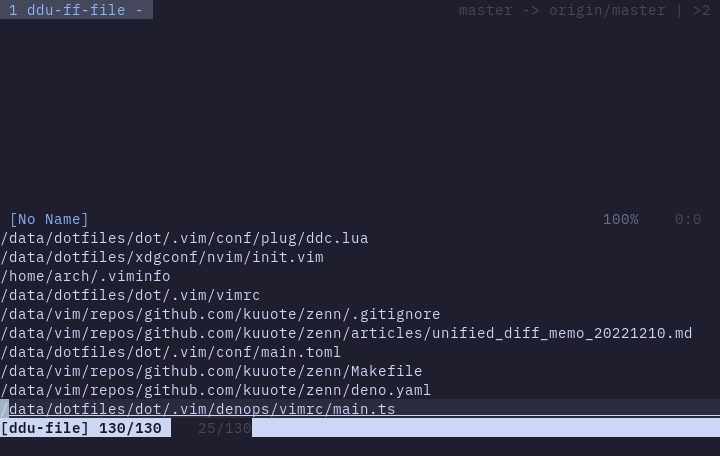 1 ddu-ff-file - master -> origin/master | >2
[No Name] 100% 0:0
/data/dotfiles/dot/.vim/conf/plug/ddc.lua
/data/dotfiles/xdgconf/nvim/init.vim
/home/arch/.viminfo
/data/dotfiles/dot/.vim/vimrc
/data/vim/repos/github.com/kuuote/zenn/.gitignore
/data/vim/repos/github.com/kuuote/zenn/articles/unified_diff_memo_20221210.md
/data/dotfiles/dot/.vim/conf/main.toml
/data/vim/repos/github.com/kuuote/zenn/Makefile
/data/vim/repos/github.com/kuuote/zenn/deno.yaml
/data/dotfiles/dot/.vim/denops/vimrc/main.ts
[ddu-file] 130/130 25/130